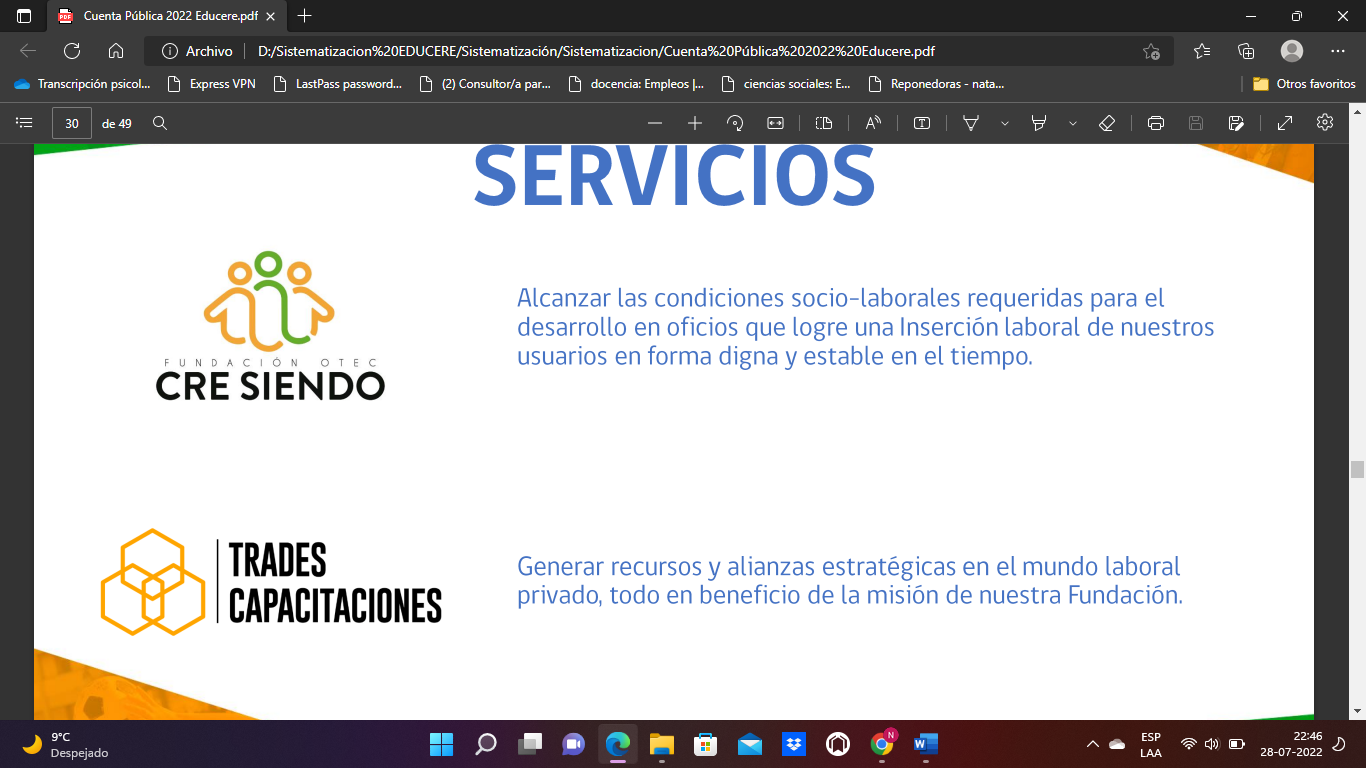 Cuenta Pública 2022 Educere.pdf
Archivo
D:/Sistematizacion%20EDUCERE/Sistematización/Sistematizacion/Cuenta%20Pública%202022%20Educere.pdf
Transcripción psicol...
Express VPN
LastPass password...
(2) Consultor/a par...
docencia: Empleos |...
ciencias sociales: E...
Reponedoras - nata...
Otros favoritos
30 de 49
SERVICIOS
FUNDACIÓN OTEC
CRE SIENDO
Alcanzar las condiciones socio-laborales requeridas para el
desarrollo en oficios que logre una Inserción laboral de nuestros
usuarios en forma digna y estable en el tiempo.
TRADES
CAPACITACIONES
Generar recursos y alianzas estratégicas en el mundo laboral
privado, todo en beneficio de la misión de nuestra Fundación.
9°C
Despejado
N
ESP
LAA
22:46
28-07-2022